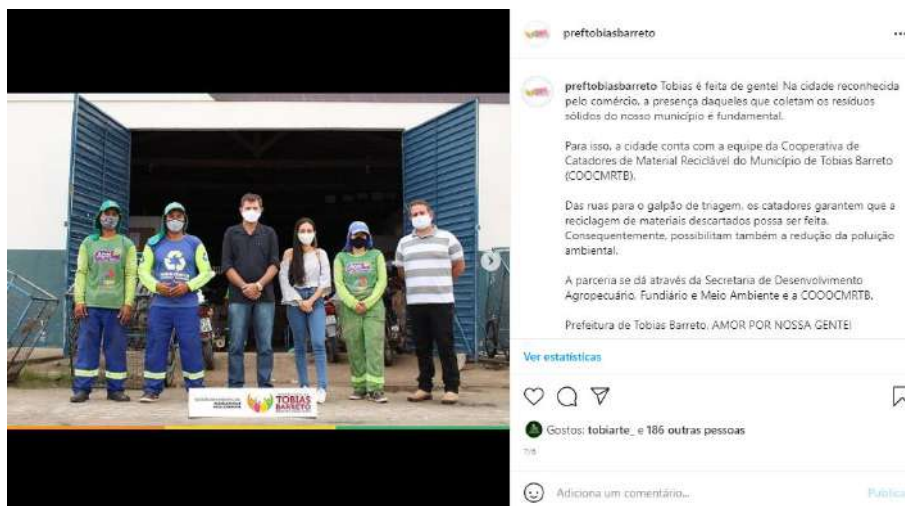 preftobiasbarreto
preftobiasbarreto Tobias é feita de gente! Na cidade reconhecida
pelo comércio, a presença daqueles que coletam os resíduos
sólidos do nosso município é fundamental.
Para isso, a cidade conta com a equipe da Cooperativa de
Catadores de Material Reciclável do Município de Tobias Barreto
(COOCMRTB).
Das ruas para o galpão de triagem, os catadores garantem que a
reciclagem de materiais descartados possa ser feita.
Consequentemente, possibilitam também a redução da poluição
ambiental.
A parceria se dá através da Secretaria de Desenvolvimento
Agropecuário, Fundiário e Meio Ambiente e a COOOCMRTB.
Prefeitura de Tobias Barreto. AMOR POR NOSSA GENTE!
Ver estatísticas
Gostos: tobiarte_ e 186 outras pessoas
Adiciona um comentário...
Publica
TOBIAS
BARRETO